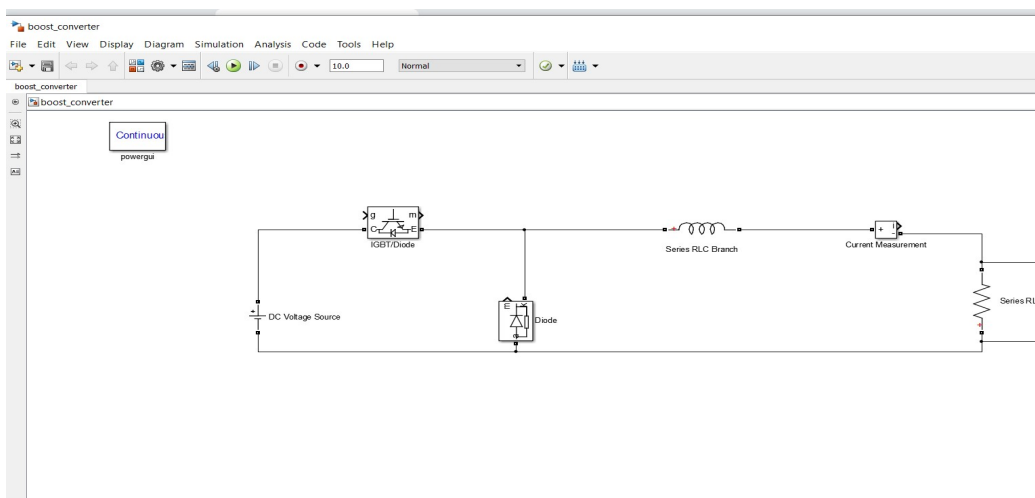 boost_converter
File Edit View Display Diagram Simulation Analysis Code Tools Help
10.0 Normal
boost_converter
boost_converter
Continuou
powergui
g m
C E
IGBT/Diode
Series RLC Branch
i
+ -
Current Measurement
+
DC Voltage Source
m k
a
Diode
Series RL